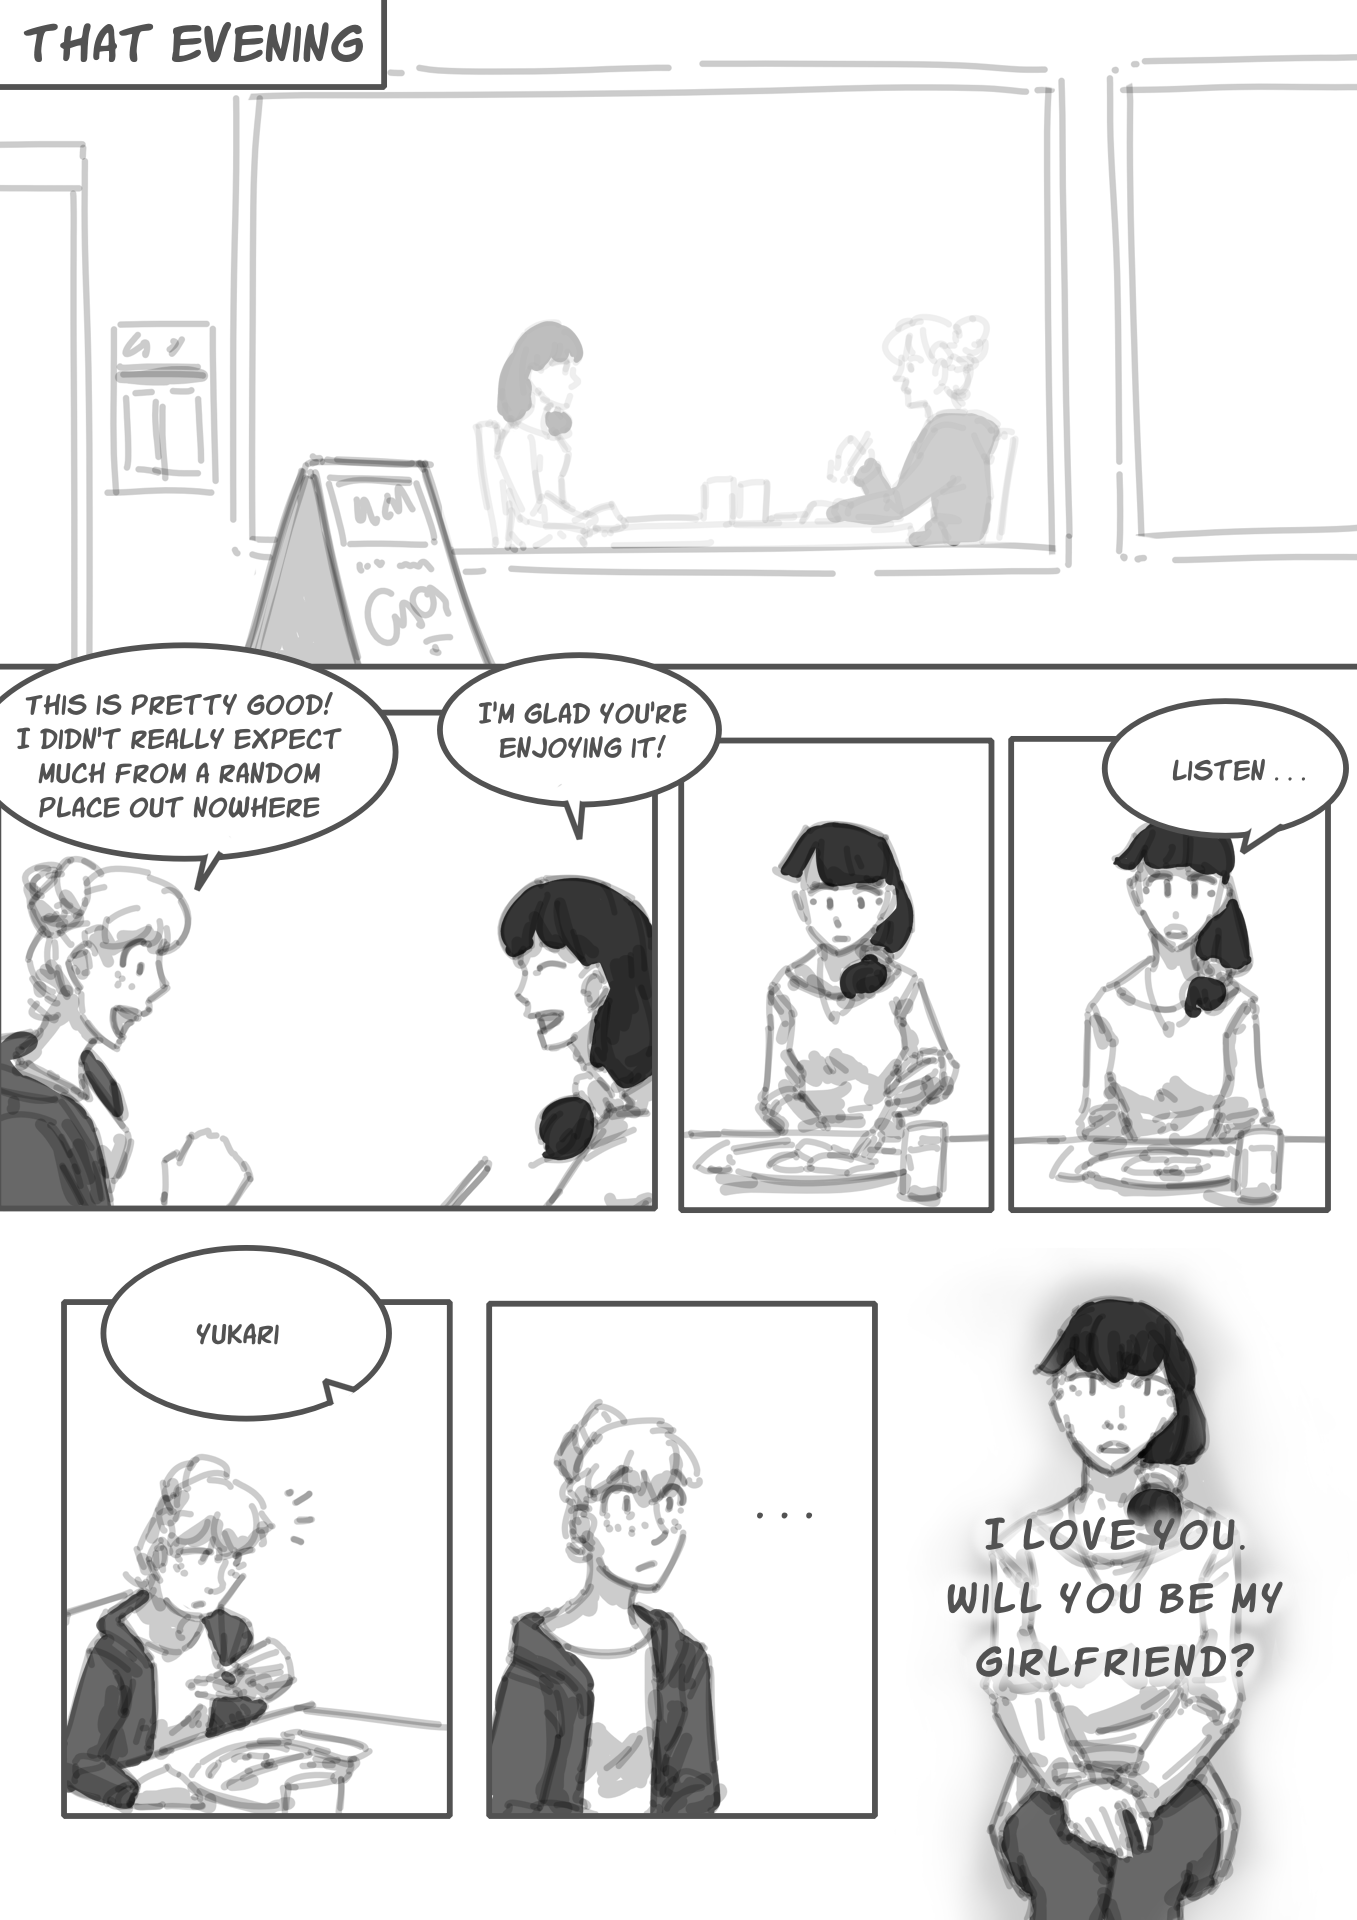 THAT EVENING
THIS IS PRETTY GOOD!
I DIDN'T REALLY EXPECT
MUCH FROM A RANDOM
PLACE OUT NOWHERE
I'M GLAD YOU'RE
ENJOYING IT!
LISTEN . . .
YUKARI
. . .
I LOVE YOU.
WILL YOU BE MY
GIRLFRIEND?